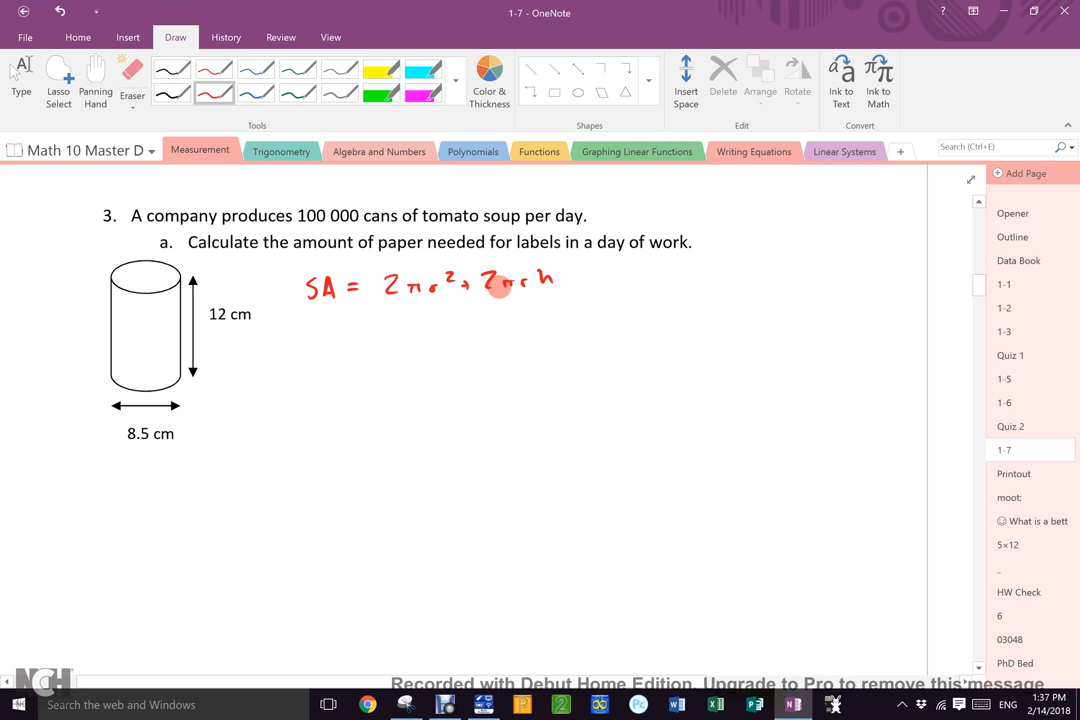 1-7 - OneNote
?
File Home Insert Draw History Review View
Type Lasso Select Panning Hand Eraser Color & Thickness Insert Space Delete Arrange Rotate Ink to Text Ink to Math
Tools Shapes Edit Convert
Math 10 Master D Measurement Trigonometry Algebra and Numbers Polynomials Functions Graphing Linear Functions Writing Equations Linear Systems + Search (Ctrl+E)
Add Page
Opener
Outline
Data Book
1-1
1-2
1-3
Quiz 1
1-5
1-6
Quiz 2
1-7
Printout
moot:
☺ What is a bett
5×12
..
HW Check
6
03048
PhD Bed
3. A company produces 100 000 cans of tomato soup per day.
a. Calculate the amount of paper needed for labels in a day of work.
SA = 2πr² + 2πrh
12 cm
8.5 cm
NCH
Recorded with Debut Home Edition. Upgrade to Pro to remove this message
Search the web and Windows
ENG
1:37 PM
2/14/2018